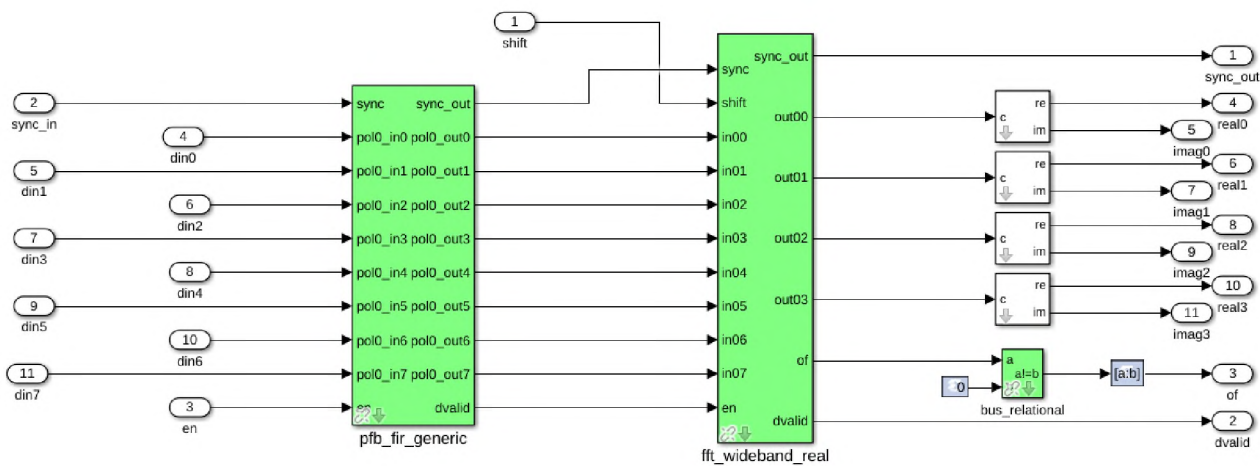 1
shift
2
sync_in
4
din0
5
din1
6
din2
7
din3
8
din4
9
din5
10
din6
11
din7
3
en
sync sync_out
pol0_in0 pol0_out0
pol0_in1 pol0_out1
pol0_in2 pol0_out2
pol0_in3 pol0_out3
pol0_in4 pol0_out4
pol0_in5 pol0_out5
pol0_in6 pol0_out6
pol0_in7 pol0_out7
en dvalid
pfb_fir_generic
sync_out
sync
shift
out00
in00
in01
out01
in02
in03
out02
in04
in05
out03
in06
in07
of
en
dvalid
fft_wideband_real
c
re
im
c
re
im
c
re
im
c
re
im
0
a
a!=b
bus_relational
[a:b]
1
sync_out
4
real0
5
imag0
6
real1
7
imag1
8
real2
9
imag2
10
real3
11
imag3
3
of
2
dvalid